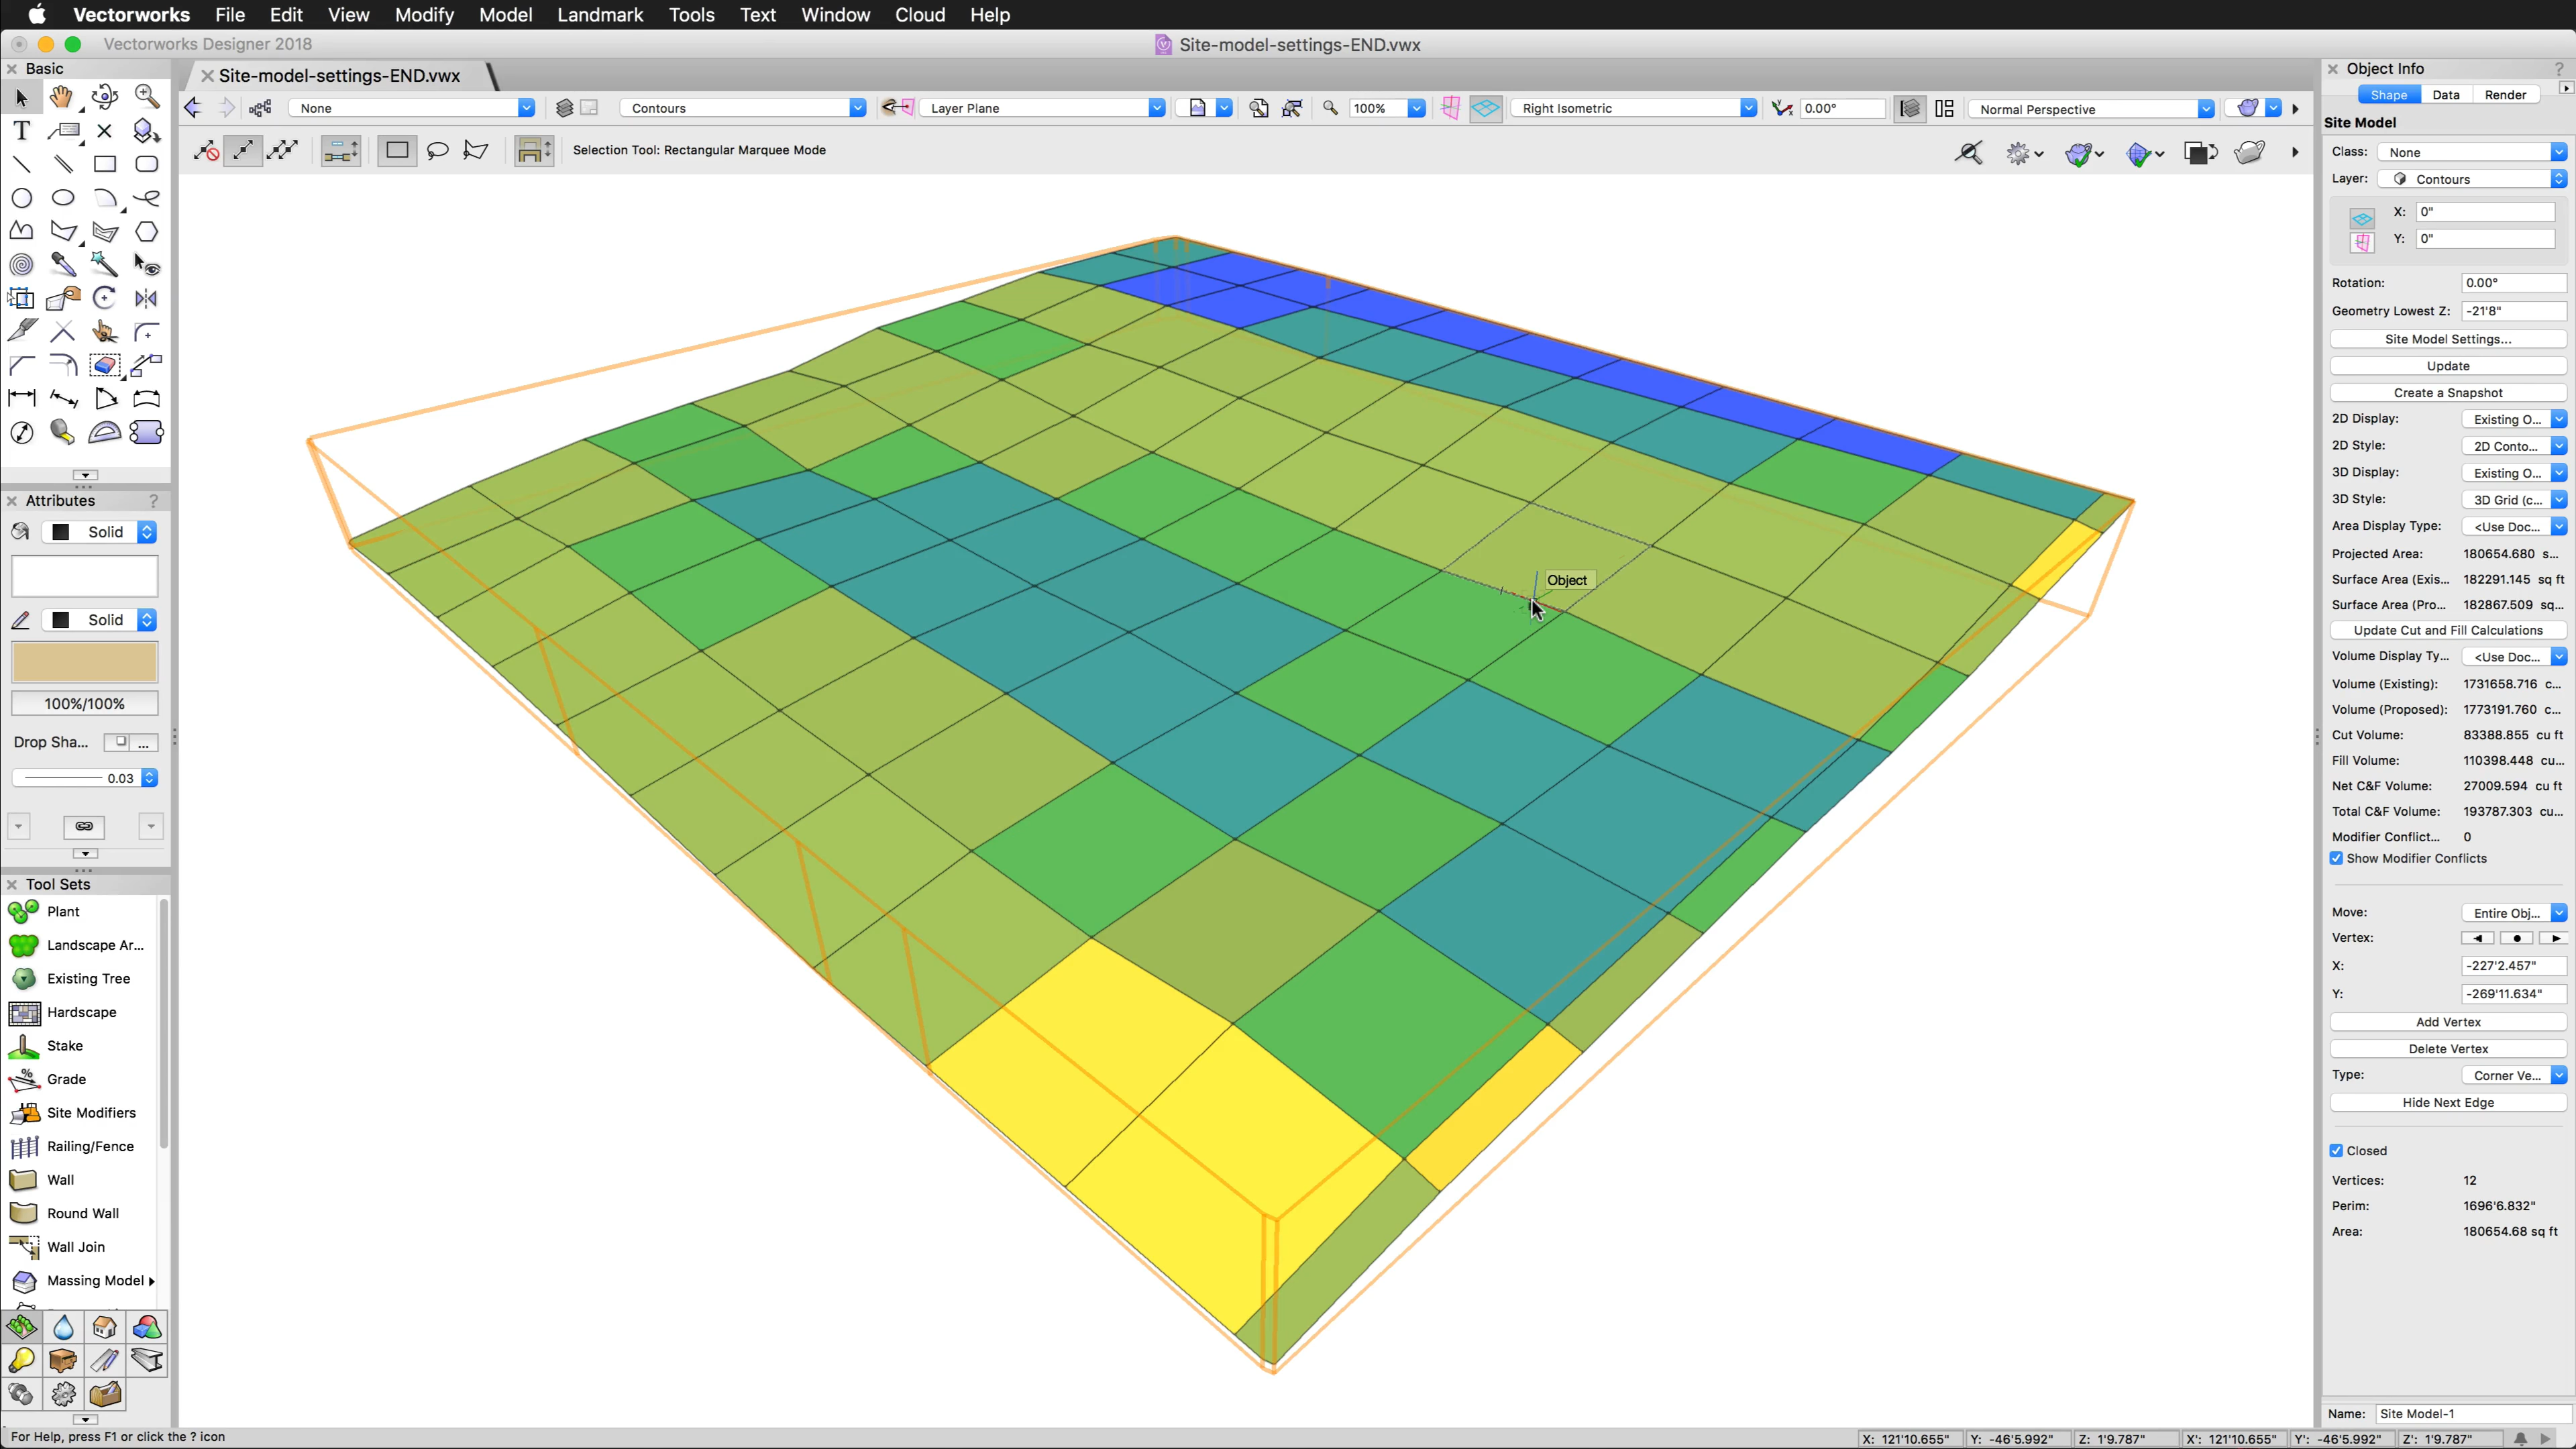 Vectorworks File Edit View Modify Model Landmark Tools Text Window Cloud Help
Vectorworks Designer 2018
Site-model-settings-END.vwx
Basic
Site-model-settings-END.vwx
None
Contours
Layer Plane
100%
Right Isometric
0.00°
Normal Perspective
Selection Tool: Rectangular Marquee Mode
Attributes
?
Solid
Solid
100%/100%
Drop Sha...
...
0.03
Tool Sets
Plant
Landscape Ar...
Existing Tree
Hardscape
Stake
Grade
Site Modifiers
Railing/Fence
Wall
Round Wall
Wall Join
Massing Model
Object
Object Info
?
Shape Data Render
Site Model
Class: None
Layer: Contours
X: 0"
Y: 0"
Rotation: 0.00°
Geometry Lowest Z: -21'8"
Site Model Settings...
Update
Create a Snapshot
2D Display: Existing O...
2D Style: 2D Conto...
3D Display: Existing O...
3D Style: 3D Grid (c...
Area Display Type: <Use Doc...
Projected Area: 180654.680 s...
Surface Area (Exis... 182291.145 sq ft
Surface Area (Pro... 182867.509 sq...
Update Cut and Fill Calculations
Volume Display Ty... <Use Doc...
Volume (Existing): 1731658.716 c...
Volume (Proposed): 1773191.760 c...
Cut Volume: 83388.855 cu ft
Fill Volume: 110398.448 cu...
Net C&F Volume: 27009.594 cu ft
Total C&F Volume: 193787.303 cu...
Modifier Conflict... 0
Show Modifier Conflicts
Move: Entire Obj...
Vertex:
X: -227'2.457"
Y: -269'11.634"
Add Vertex
Delete Vertex
Type: Corner Ve...
Hide Next Edge
Closed
Vertices: 12
Perim: 1696'6.832"
Area: 180654.68 sq ft
Name: Site Model-1
For Help, press F1 or click the ? icon
X: 121'10.655" Y: -46'5.992" Z: 1'9.787" X': 121'10.655" Y': -46'5.992" Z': 1'9.787"